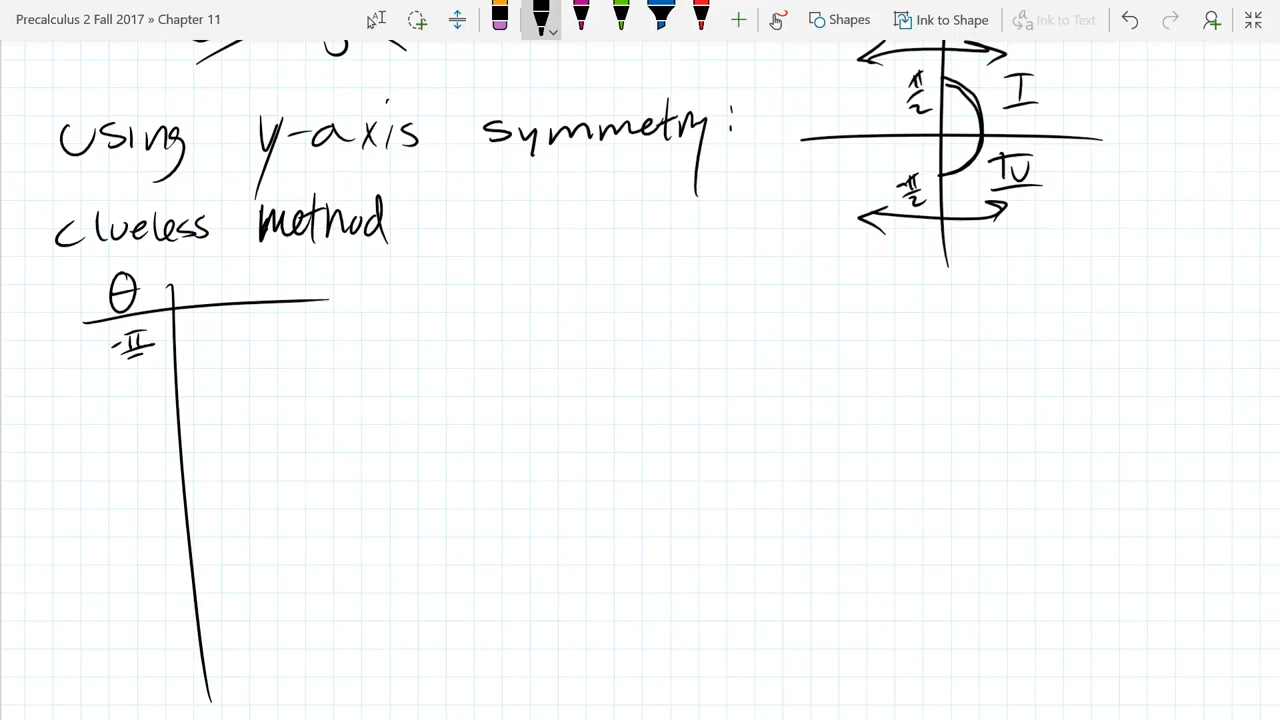 Precalculus 2 Fall 2017 » Chapter 11
Shapes
Ink to Shape
Ink to Text
using y-axis symmetry:
clueless method
θ
-π
π/2
I
-π/2
IV